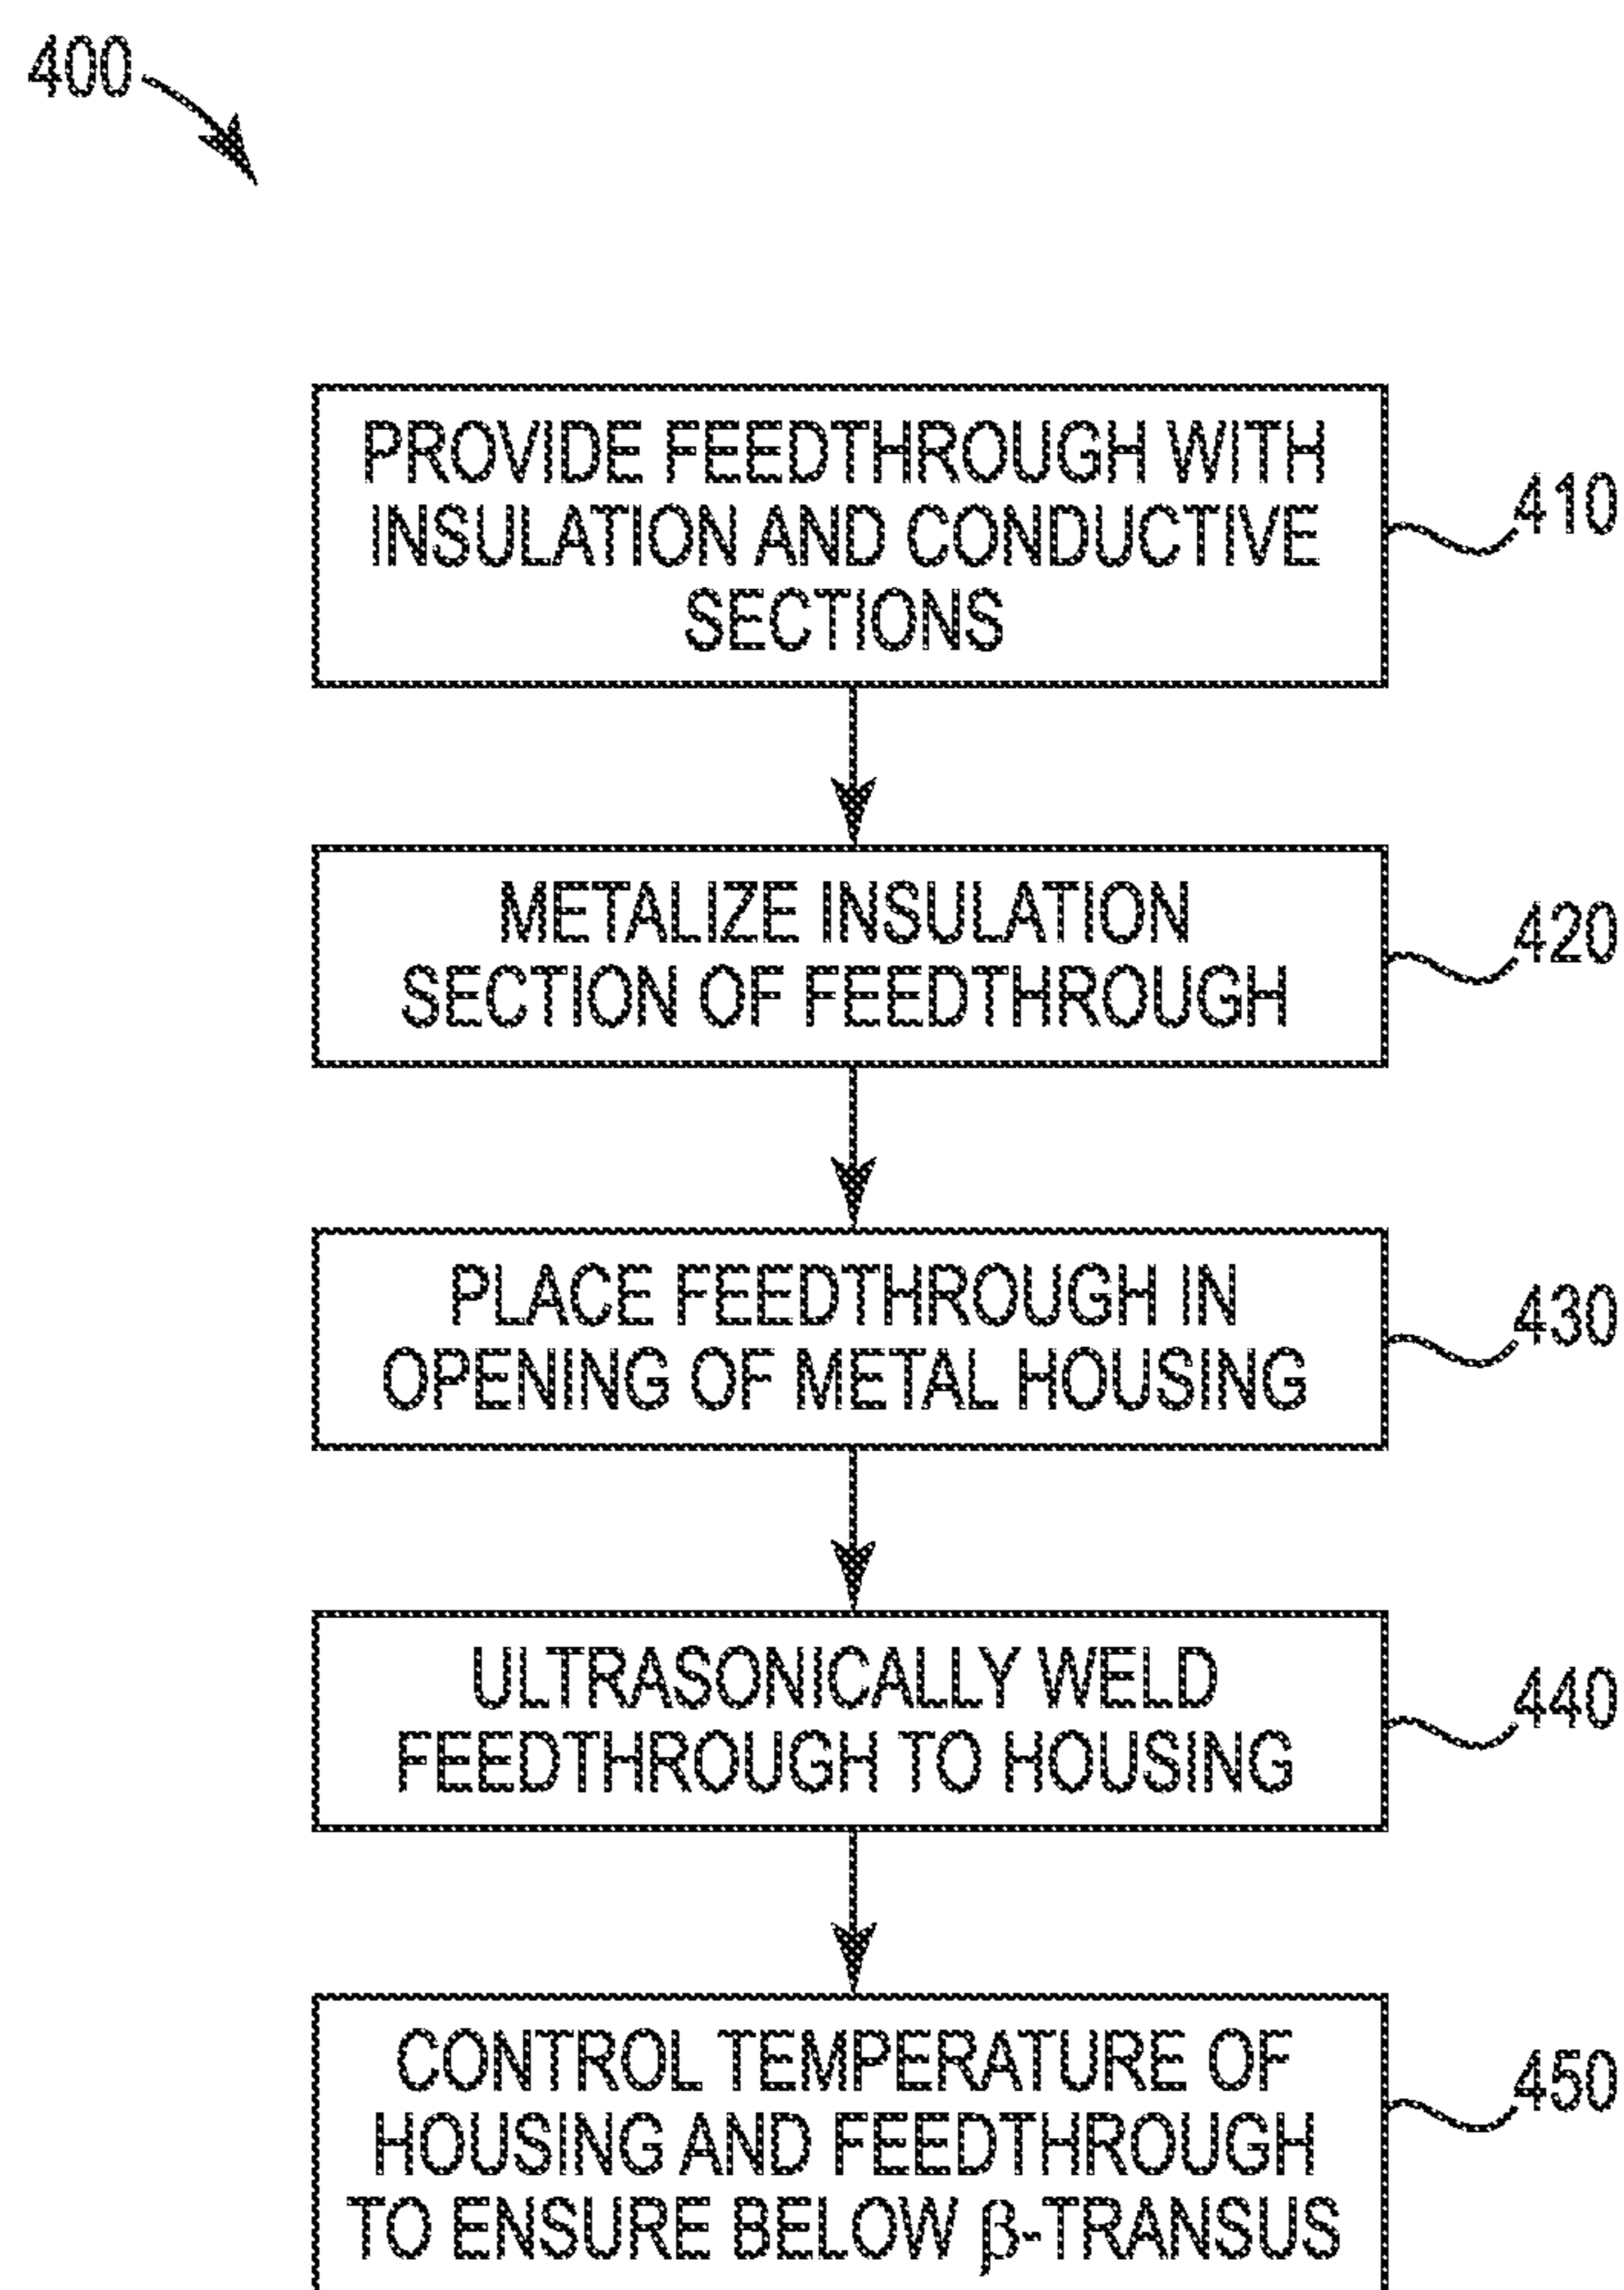 400
PROVIDE FEEDTHROUGH WITH
INSULATION AND CONDUCTIVE
SECTIONS
410
METALIZE INSULATION
SECTION OF FEEDTHROUGH
420
PLACE FEEDTHROUGH IN
OPENING OF METAL HOUSING
430
ULTRASONICALLY WELD
FEEDTHROUGH TO HOUSING
440
CONTROL TEMPERATURE OF
HOUSING AND FEEDTHROUGH
TO ENSURE BELOW β-TRANSUS
450